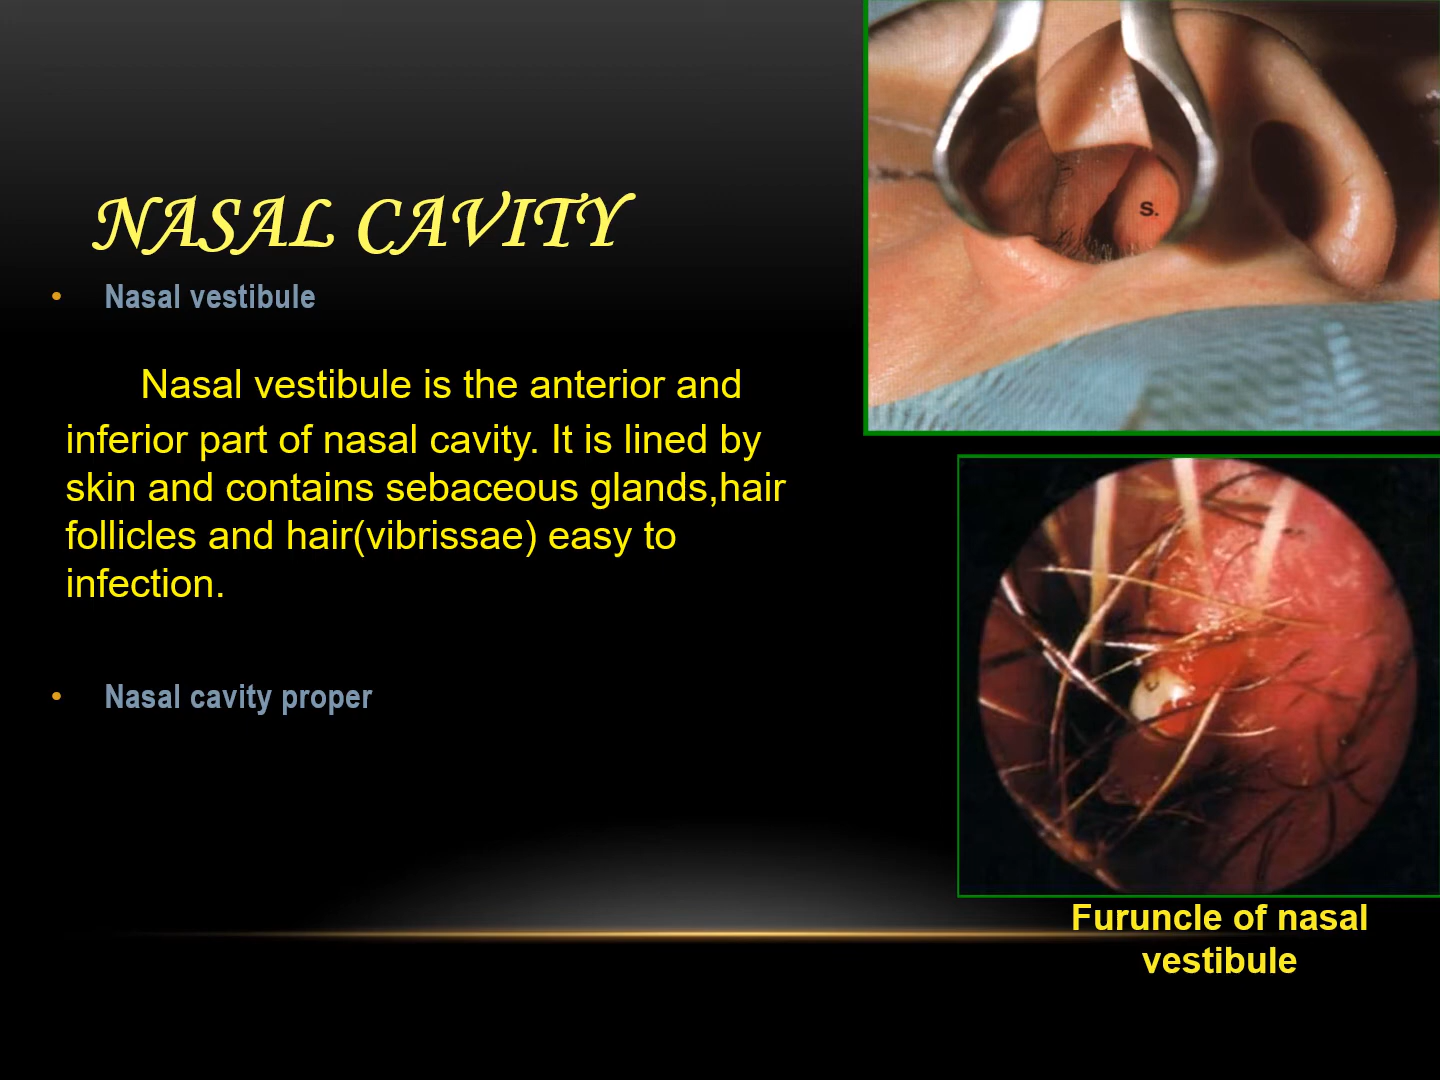 NASAL CAVITY
• Nasal vestibule
Nasal vestibule is the anterior and
inferior part of nasal cavity. It is lined by
skin and contains sebaceous glands,hair
follicles and hair(vibrissae) easy to
infection.
• Nasal cavity proper
S.
Furuncle of nasal
vestibule